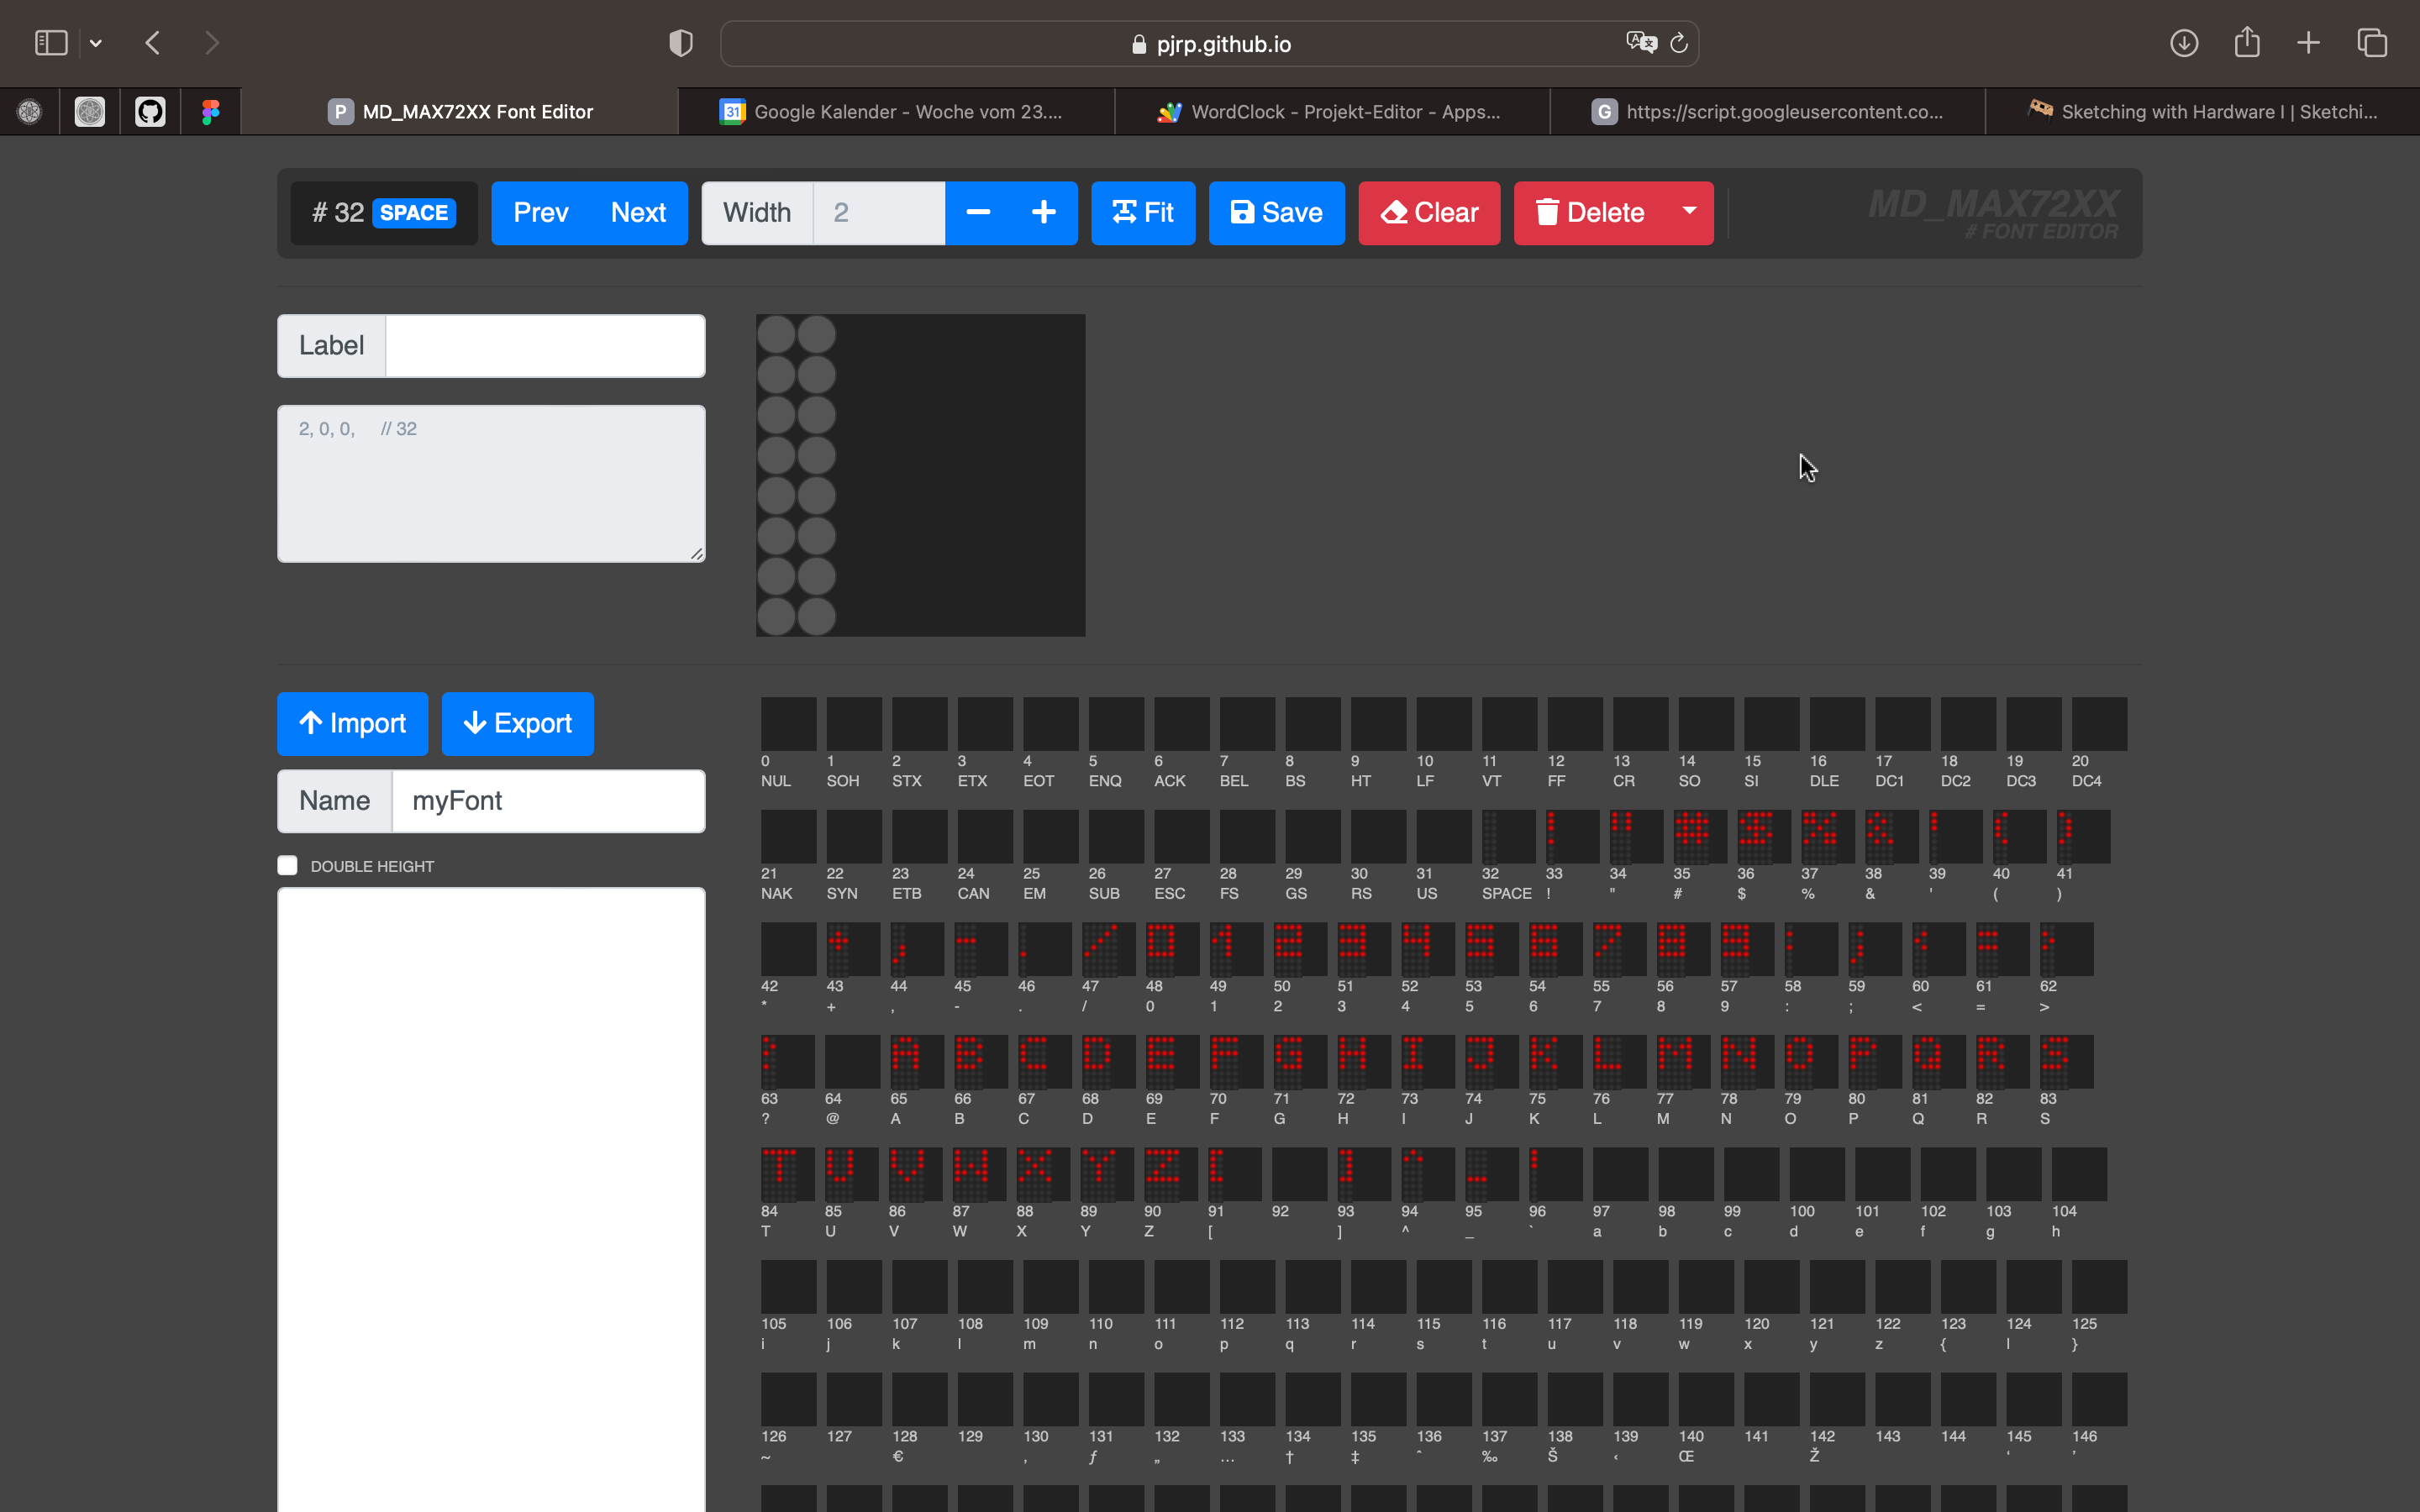 pjrp.github.io
P MD_MAX72XX Font Editor
31 Google Kalender - Woche vom 23....
WordClock - Projekt-Editor - Apps...
G https://script.googleusercontent.co...
Sketching with Hardware I | Sketchi...
# 32 SPACE
Prev Next
Width 2
Fit
Save
Clear
Delete
MD_MAX72XX
# FONT EDITOR
Label
2, 0, 0, // 32
Import Export
Name myFont
DOUBLE HEIGHT
0 1 2 3 4 5 6 7 8 9 10 11 12 13 14 15 16 17 18 19 20
NUL SOH STX ETX EOT ENQ ACK BEL BS HT LF VT FF CR SO SI DLE DC1 DC2 DC3 DC4
21 22 23 24 25 26 27 28 29 30 31 32 33 34 35 36 37 38 39 40 41
NAK SYN ETB CAN EM SUB ESC FS GS RS US SPACE ! " # $ % & ' ( )
42 43 44 45 46 47 48 49 50 51 52 53 54 55 56 57 58 59 60 61 62
* + , - . / 0 1 2 3 4 5 6 7 8 9 : ; < = >
63 64 65 66 67 68 69 70 71 72 73 74 75 76 77 78 79 80 81 82 83
? @ A B C D E F G H I J K L M N O P Q R S
84 85 86 87 88 89 90 91 92 93 94 95 96 97 98 99 100 101 102 103 104
T U V W X Y Z [ ] ^ _ ` a b c d e f g h
105 106 107 108 109 110 111 112 113 114 115 116 117 118 119 120 121 122 123 124 125
i j k l m n o p q r s t u v w x y z { | }
126 127 128 129 130 131 132 133 134 135 136 137 138 139 140 141 142 143 144 145 146
~ € ‚ ƒ „ … † ‡ ˆ ‰ Š ‹ Œ Ž ‘ ’